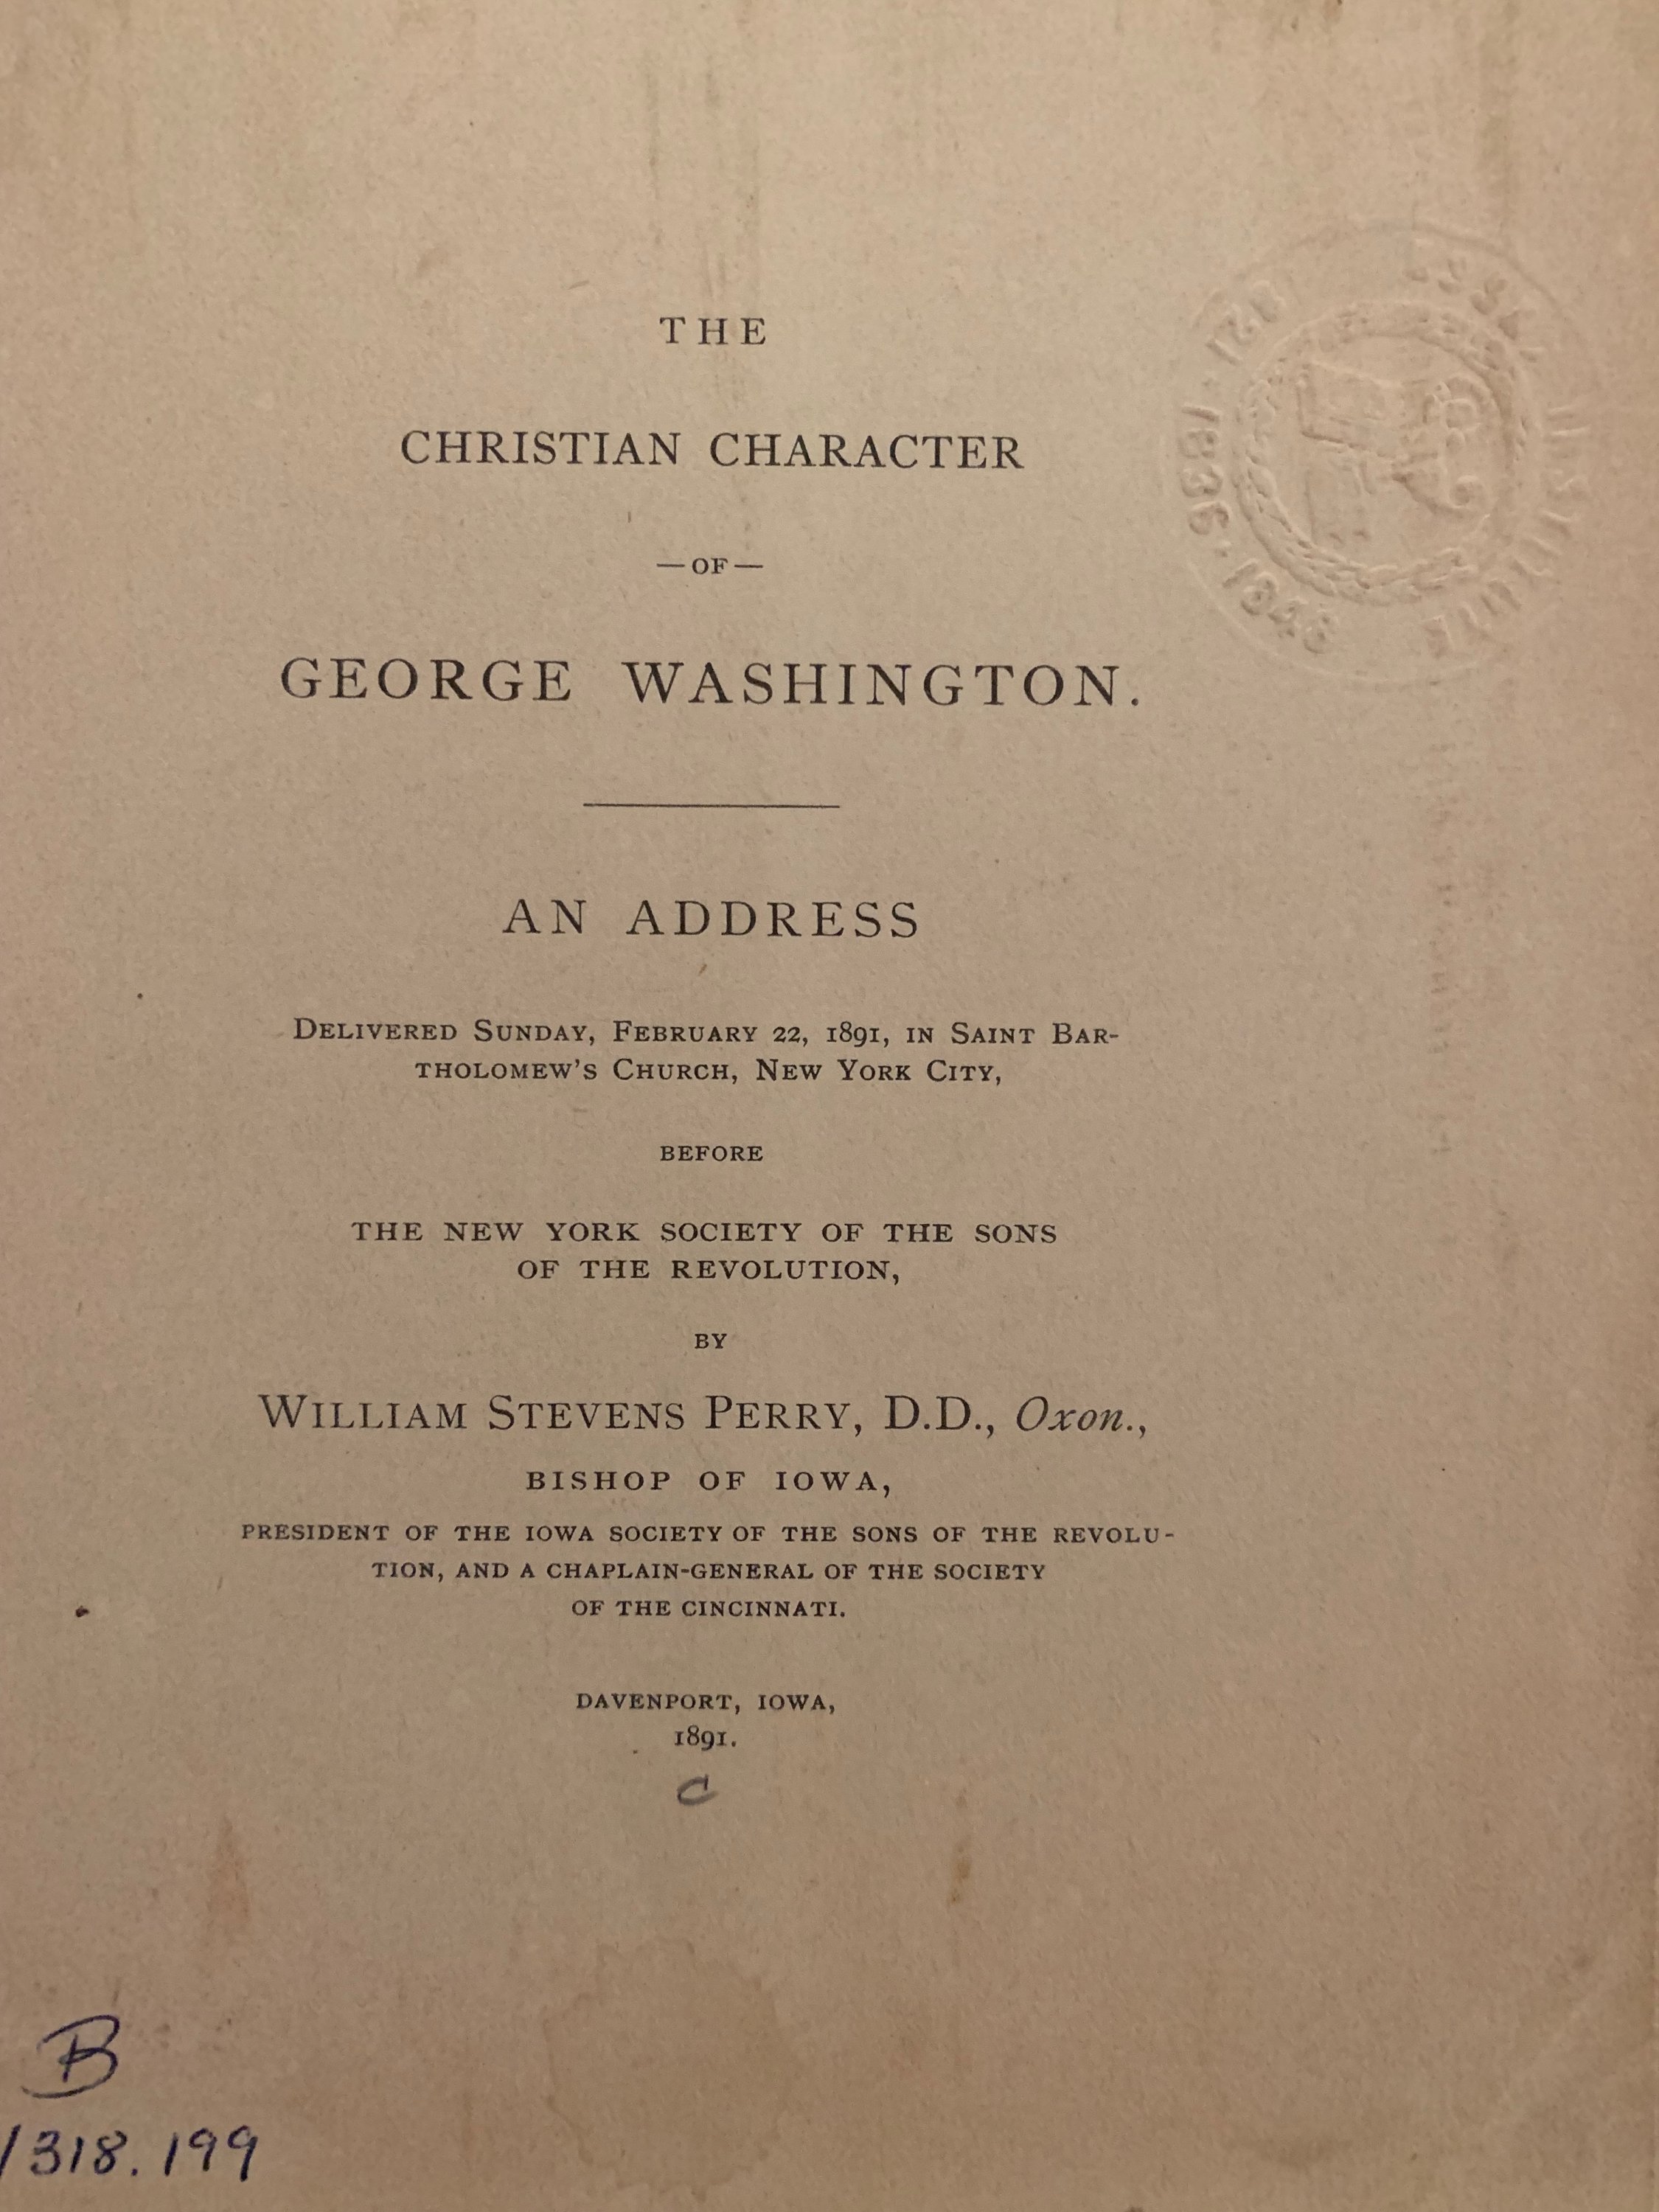 THE
CHRISTIAN CHARACTER
—OF—
GEORGE WASHINGTON.
AN ADDRESS
DELIVERED SUNDAY, FEBRUARY 22, 1891, IN SAINT BAR-
THOLOMEW'S CHURCH, NEW YORK CITY,
BEFORE
THE NEW YORK SOCIETY OF THE SONS
OF THE REVOLUTION,
BY
WILLIAM STEVENS PERRY, D.D., Oxon.,
BISHOP OF IOWA,
PRESIDENT OF THE IOWA SOCIETY OF THE SONS OF THE REVOLU-
TION, AND A CHAPLAIN-GENERAL OF THE SOCIETY
OF THE CINCINNATI.
DAVENPORT, IOWA,
1891.
C
B
1318.199